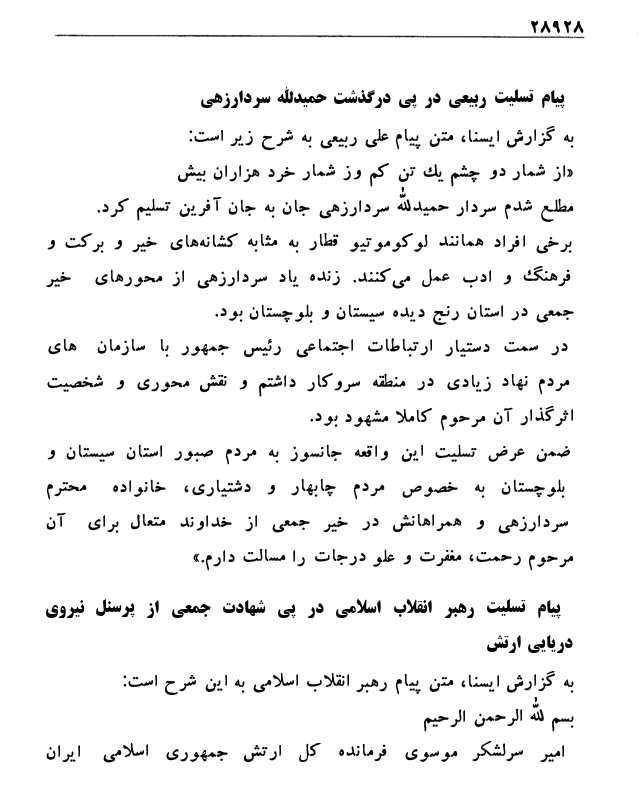 ۲۸۹۲۸
پیام تسلیت ربیعی در پی درگذشت حمیدلله سردارزهی
به گزارش ایسنا، متن پیام علی ربیعی به شرح زیر است:
«از شمار دو چشم یك تن کم وز شمار خرد هزاران بیش
مطلع شدم سردار حمیدلله سردارزهی جان به جان آفرین تسلیم کرد.
برخی افراد همانند لوکوموتیو قطار به مثابه کشانه‌های خیر و برکت و
فرهنگ و ادب عمل می‌کنند. زنده یاد سردارزهی از محورهای خیر
جمعی در استان رنج دیده سیستان و بلوچستان بود.
در سمت دستیار ارتباطات اجتماعی رئیس جمهور با سازمان های
مردم نهاد زیادی در منطقه سروکار داشتم و نقش محوری و شخصیت
اثرگذار آن مرحوم کاملا مشهود بود.
ضمن عرض تسلیت این واقعه جانسوز به مردم صبور استان سیستان و
بلوچستان به خصوص مردم چابهار و دشتیاری، خانواده محترم
سردارزهی و همراهانش در خیر جمعی از خداوند متعال برای آن
مرحوم رحمت، مغفرت و علو درجات را مسالت دارم.»
پیام تسلیت رهبر انقلاب اسلامی در پی شهادت جمعی از پرسنل نیروی
دریایی ارتش
به گزارش ایسنا، متن پیام رهبر انقلاب اسلامی به این شرح است:
بسم لله الرحمن الرحیم
امیر سرلشکر موسوی فرمانده کل ارتش جمهوری اسلامی ایران